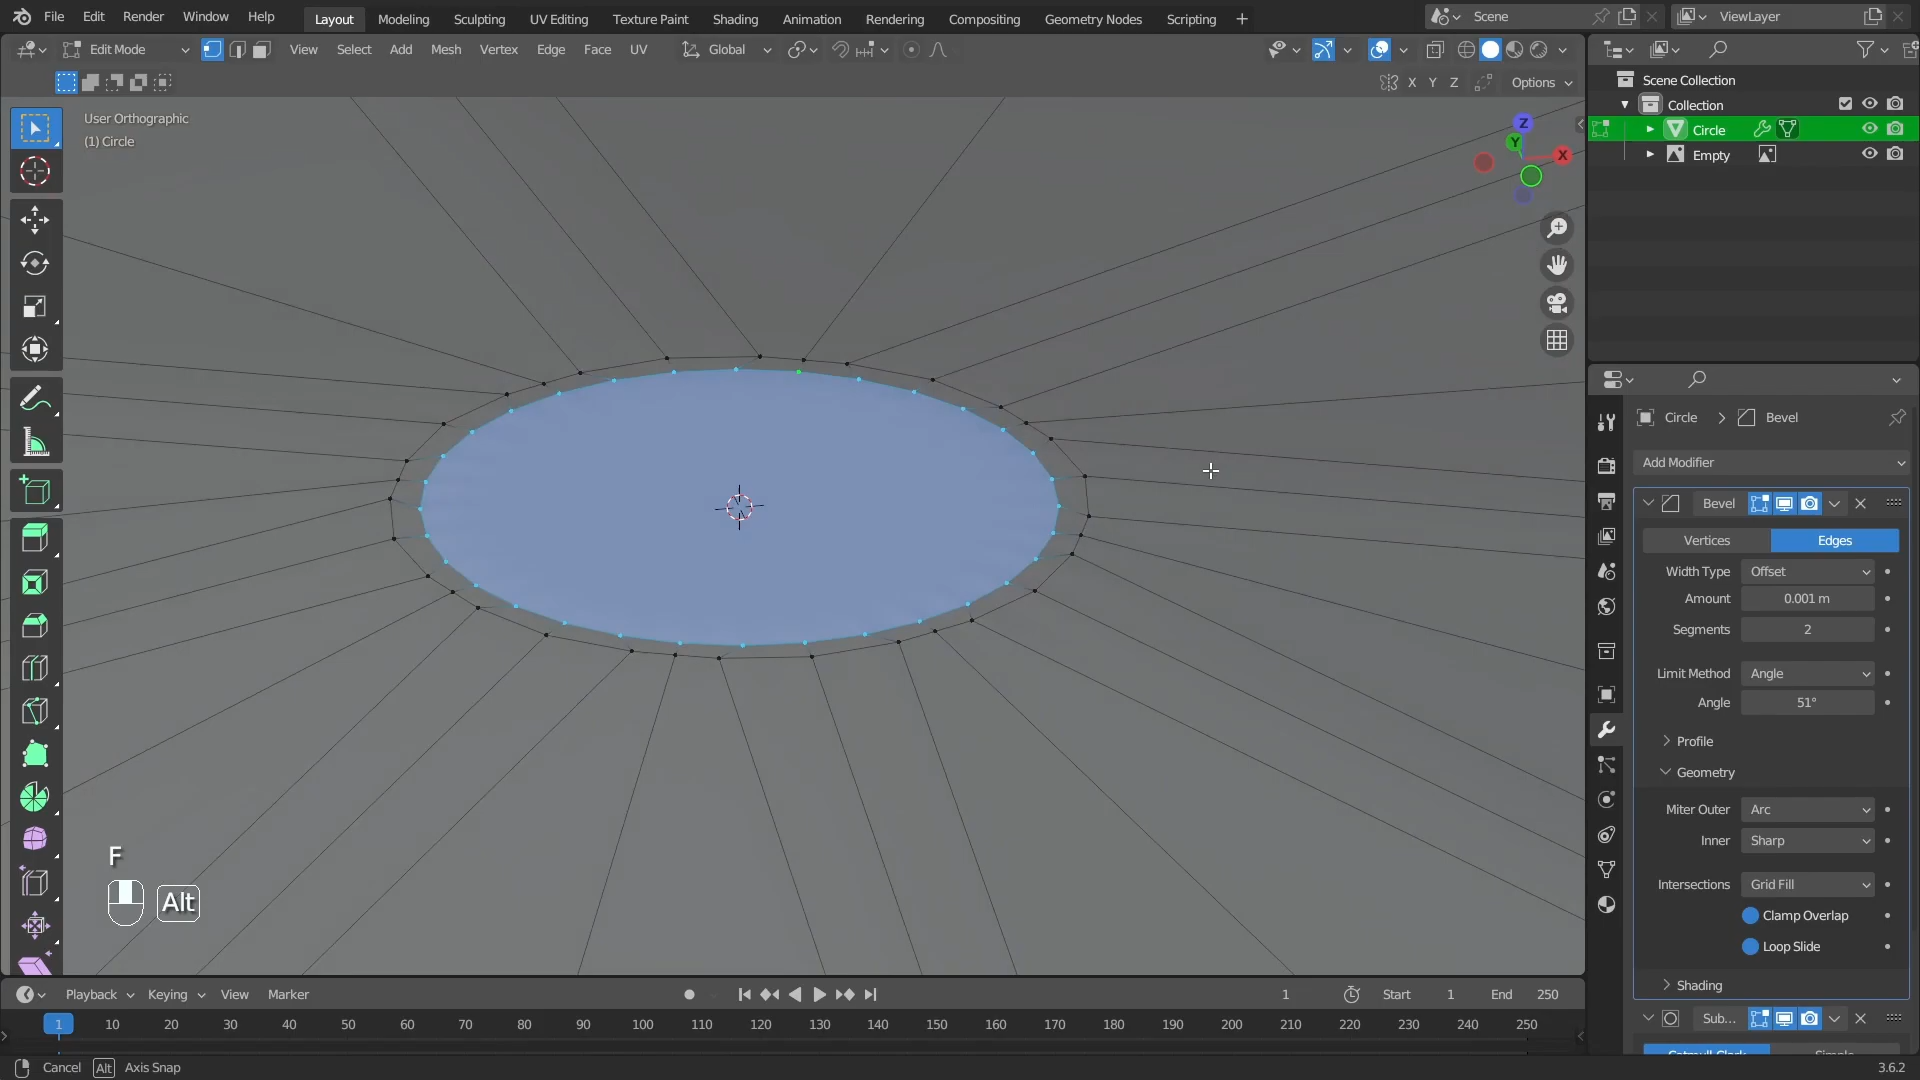 File Edit Render Window Help Layout Modeling Sculpting UV Editing Texture Paint Shading Animation Rendering Compositing Geometry Nodes Scripting + Scene ViewLayer
Edit Mode View Select Add Mesh Vertex Edge Face UV Global
X Y Z Options
User Orthographic
(1) Circle
Z
Y
X
Scene Collection
Collection
Circle
Empty
Circle > Bevel
Add Modifier
Bevel
Vertices Edges
Width Type Offset
Amount 0.001 m
Segments 2
Limit Method Angle
Angle 51°
Profile
Geometry
Miter Outer Arc
Inner Sharp
Intersections Grid Fill
Clamp Overlap
Loop Slide
Shading
Sub...
Catmull-Clark Simple
F
Alt
Playback Keying View Marker 1 Start 1 End 250
1 10 20 30 40 50 60 70 80 90 100 110 120 130 140 150 160 170 180 190 200 210 220 230 240 250
Cancel Alt Axis Snap 3.6.2